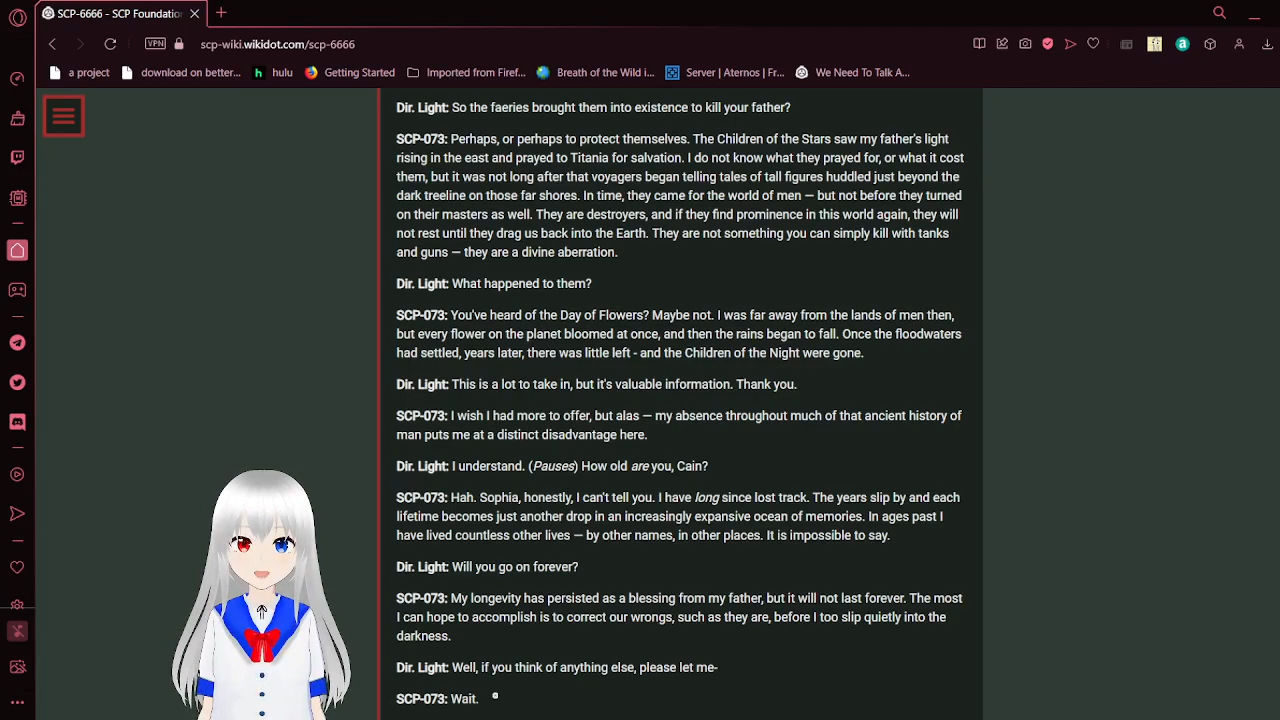 SCP-6666 - SCP Foundatio
scp-wiki.wikidot.com/scp-6666
VPN
a project
download on better...
hulu
Getting Started
Imported from Firef...
Breath of the Wild i...
Server | Aternos | Fr...
We Need To Talk A...
Dir. Light: So the faeries brought them into existence to kill your father?
SCP-073: Perhaps, or perhaps to protect themselves. The Children of the Stars saw my father's light
rising in the east and prayed to Titania for salvation. I do not know what they prayed for, or what it cost
them, but it was not long after that voyagers began telling tales of tall figures huddled just beyond the
dark treeline on those far shores. In time, they came for the world of men — but not before they turned
on their masters as well. They are destroyers, and if they find prominence in this world again, they will
not rest until they drag us back into the Earth. They are not something you can simply kill with tanks
and guns — they are a divine aberration.
Dir. Light: What happened to them?
SCP-073: You've heard of the Day of Flowers? Maybe not. I was far away from the lands of men then,
but every flower on the planet bloomed at once, and then the rains began to fall. Once the floodwaters
had settled, years later, there was little left - and the Children of the Night were gone.
Dir. Light: This is a lot to take in, but it's valuable information. Thank you.
SCP-073: I wish I had more to offer, but alas — my absence throughout much of that ancient history of
man puts me at a distinct disadvantage here.
Dir. Light: I understand. (Pauses) How old are you, Cain?
SCP-073: Hah. Sophia, honestly, I can't tell you. I have long since lost track. The years slip by and each
lifetime becomes just another drop in an increasingly expansive ocean of memories. In ages past I
have lived countless other lives — by other names, in other places. It is impossible to say.
Dir. Light: Will you go on forever?
SCP-073: My longevity has persisted as a blessing from my father, but it will not last forever. The most
I can hope to accomplish is to correct our wrongs, such as they are, before I too slip quietly into the
darkness.
Dir. Light: Well, if you think of anything else, please let me-
SCP-073: Wait.